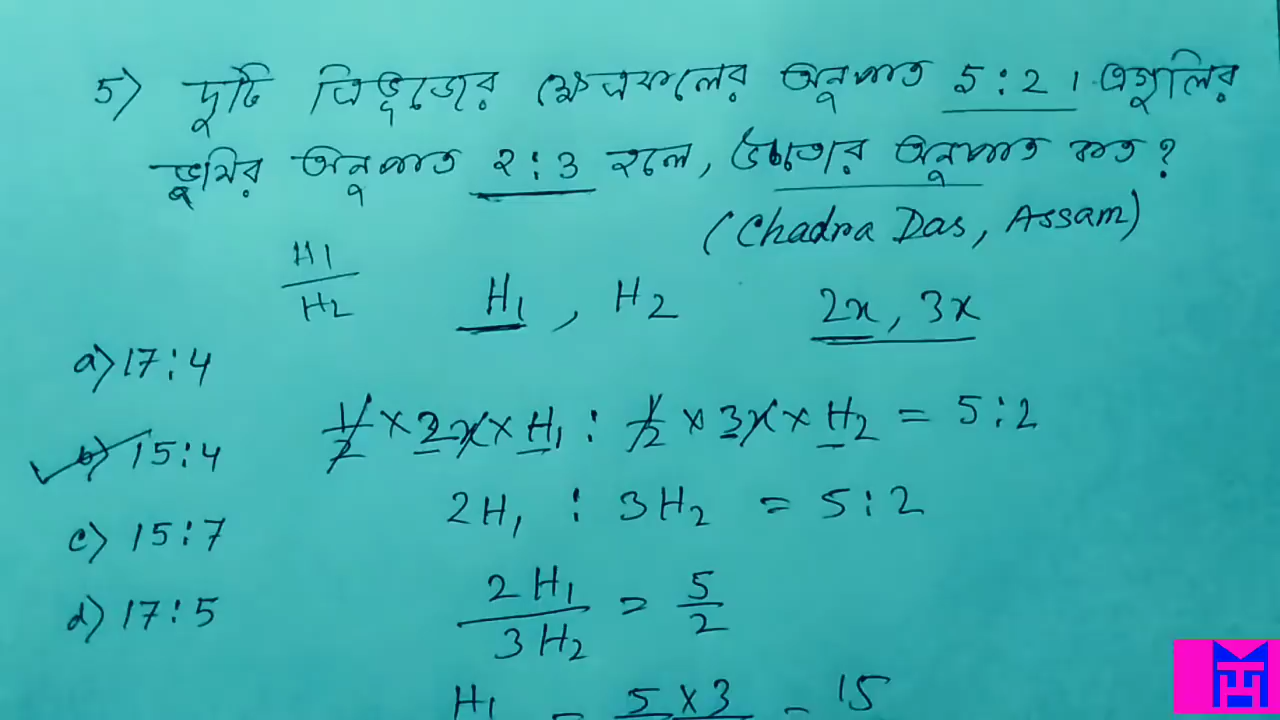 5) দুটি ত্রিভুজের ক্ষেত্রফলের অনুপাত 5:2। এগুলির
ভূমির অনুপাত 2:3 হলে, উচ্চতার অনুপাত কত?
(Chadra Das, Assam)
H1/H2
H1, H2
2x, 3x
a) 17:4
b) 15:4
c) 15:7
d) 17:5
1/2 × 2x × H1 : 1/2 × 3x × H2 = 5:2
2H1 : 3H2 = 5:2
2H1/3H2 = 5/2
H1 = 5×3 = 15